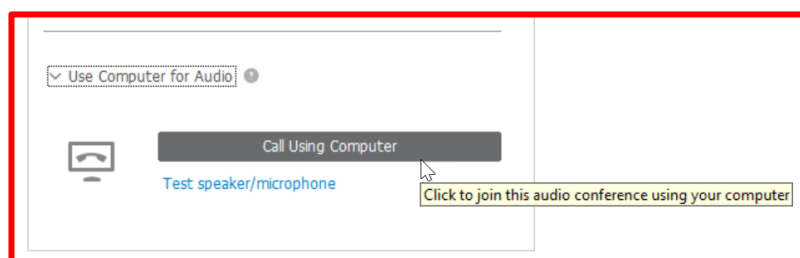 Use Computer for Audio
Call Using Computer
Test speaker/microphone
Click to join this audio conference using your computer